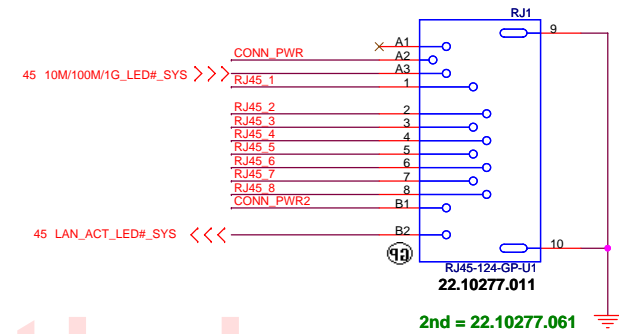 RJ1
9
A1
CONN_PWR A2
45 10M/100M/1G_LED#_SYS A3
RJ45_1 1
RJ45_2 2
RJ45_3 3
RJ45_4 4
RJ45_5 5
RJ45_6 6
RJ45_7 7
RJ45_8 8
CONN_PWR2 B1
45 LAN_ACT_LED#_SYS B2
10
GP
RJ45-124-GP-U1
22.10277.011
2nd = 22.10277.061